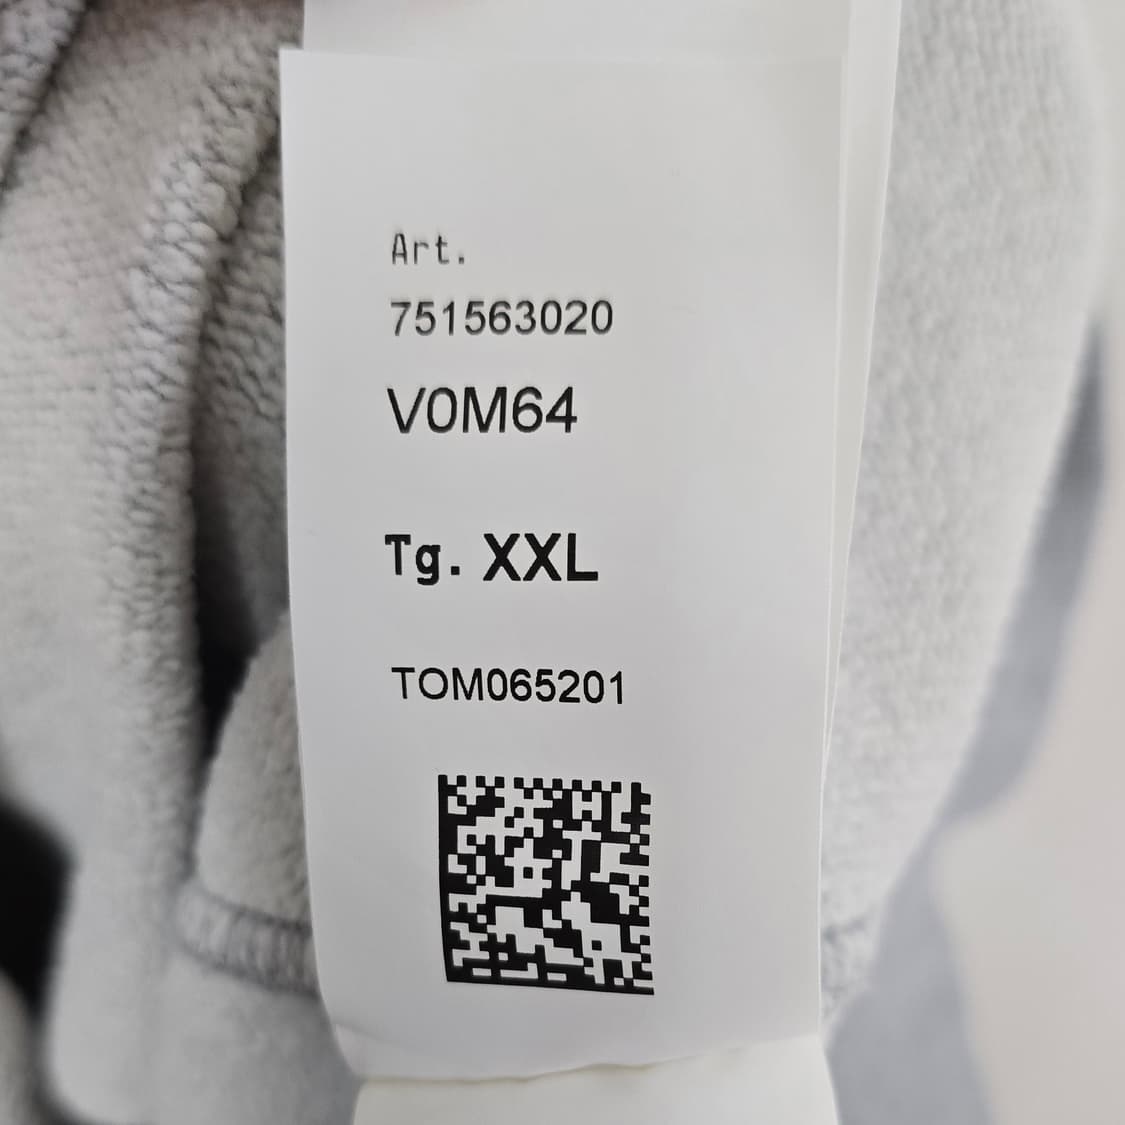 Art.
751563020
V0M64
Tg. XXL
TOM065201